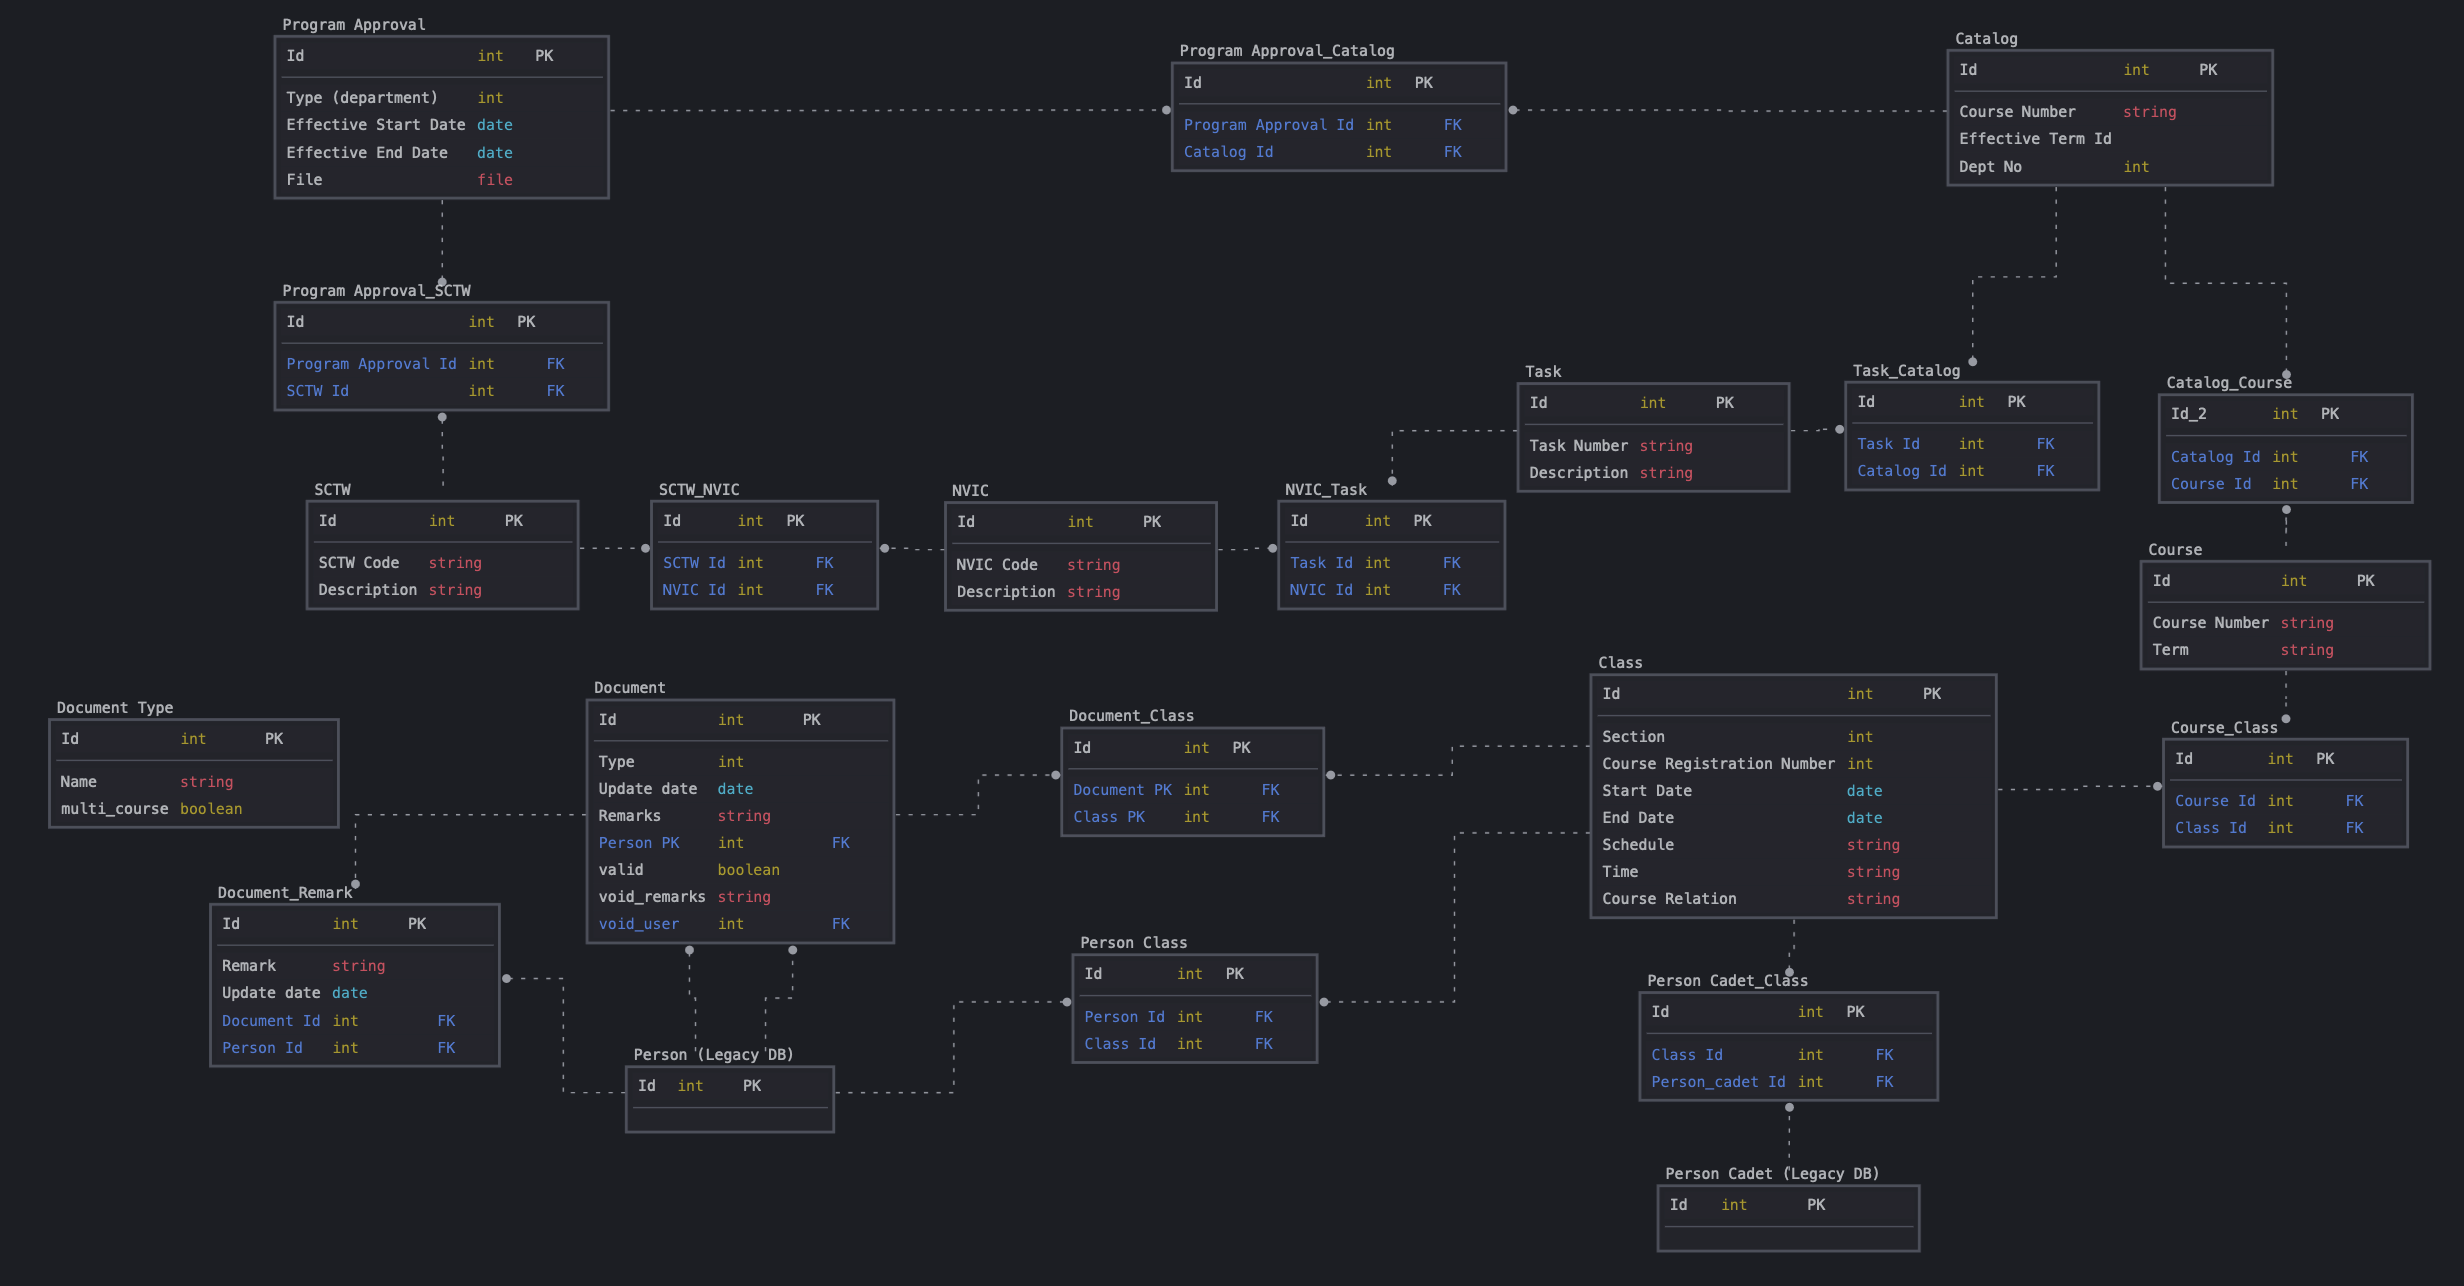 Program Approval
Id int PK
Type (department) int
Effective Start Date date
Effective End Date date
File file
Program Approval_Catalog
Id int PK
Program Approval Id int FK
Catalog Id int FK
Catalog
Id int PK
Course Number string
Effective Term Id
Dept No int
Program Approval_SCTW
Id int PK
Program Approval Id int FK
SCTW Id int FK
Task
Id int PK
Task Number string
Description string
Task_Catalog
Id int PK
Task Id int FK
Catalog Id int FK
Catalog_Course
Id_2 int PK
Catalog Id int FK
Course Id int FK
SCTW
Id int PK
SCTW Code string
Description string
SCTW_NVIC
Id int PK
SCTW Id int FK
NVIC Id int FK
NVIC
Id int PK
NVIC Code string
Description string
NVIC_Task
Id int PK
Task Id int FK
NVIC Id int FK
Course
Id int PK
Course Number string
Term string
Document Type
Id int PK
Name string
multi_course boolean
Document
Id int PK
Type int
Update date date
Remarks string
Person PK int FK
valid boolean
void_remarks string
void_user int FK
Document_Class
Id int PK
Document PK int FK
Class PK int FK
Class
Id int PK
Section int
Course Registration Number int
Start Date date
End Date date
Schedule string
Time string
Course Relation string
Course_Class
Id int PK
Course Id int FK
Class Id int FK
Document_Remark
Id int PK
Remark string
Update date date
Document Id int FK
Person Id int FK
Person (Legacy DB)
Id int PK
Person Class
Id int PK
Person Id int FK
Class Id int FK
Person Cadet_Class
Id int PK
Class Id int FK
Person_cadet Id int FK
Person Cadet (Legacy DB)
Id int PK